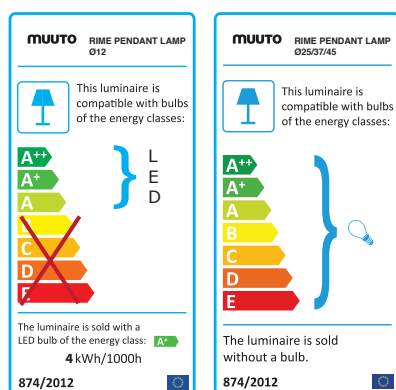 muuto RIME PENDANT LAMP
Ø12
This luminaire is
compatible with bulbs
of the energy classes:
A++
A+
A
B
C
D
E
L
E
D
The luminaire is sold with a
LED bulb of the energy class: A+
4 kWh/1000h
874/2012
muuto RIME PENDANT LAMP
Ø25/37/45
This luminaire is
compatible with bulbs
of the energy classes:
A++
A+
A
B
C
D
E
The luminaire is sold
without a bulb.
874/2012